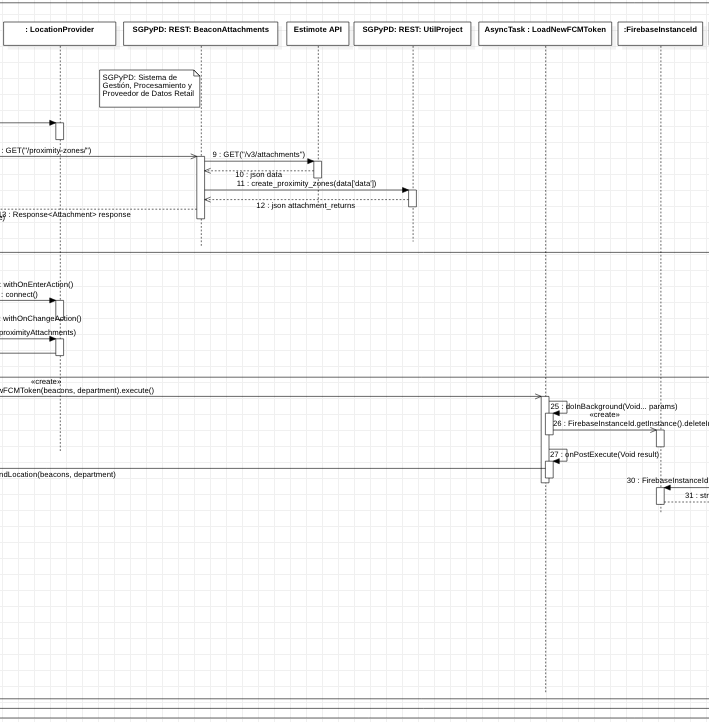 : LocationProvider
SGPyPD: REST: BeaconAttachments
Estimote API
SGPyPD: REST: UtilProject
AsyncTask : LoadNewFCMToken
:FirebaseInstanceId
SGPyPD: Sistema de
Gestión, Procesamiento y
Proveedor de Datos Retail
: GET("/proximity-zones/")
9 : GET("/v3/attachments")
10 : json data
11 : create_proximity_zones(data['data'])
12 : json attachment_returns
13 : Response<Attachment> response
: withOnEnterAction()
: connect()
: withOnChangeAction()
proximityAttachments)
«create»
wFCMToken(beacons, department).execute()
25 : doInBackground(Void... params)
«create»
26 : FirebaseInstanceId.getInstance().deleteIn
27 : onPostExecute(Void result)
ndLocation(beacons, department)
30 : FirebaseInstanceId
31 : str